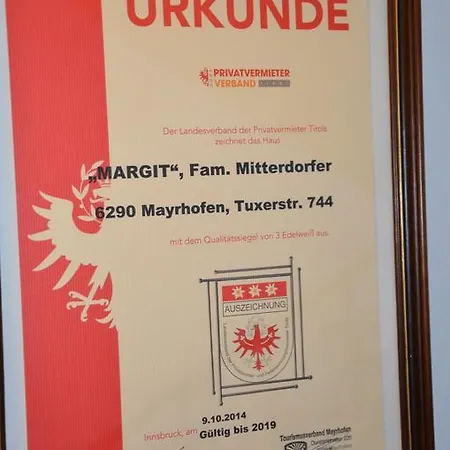 URKUNDE
PRIVATVERMIETER
VERBAND TIROL
Der Landesverband der Privatvermieter Tirols
zeichnet das Haus
„MARGIT“, Fam. Mitterdorfer
6290 Mayrhofen, Tuxerstr. 744
mit dem Qualitätssiegel von 3 Edelweiß aus.
AUSZEICHNUNG
9.10.2014
Innsbruck, am Gültig bis 2019
Tourismusverband Mayrhofen